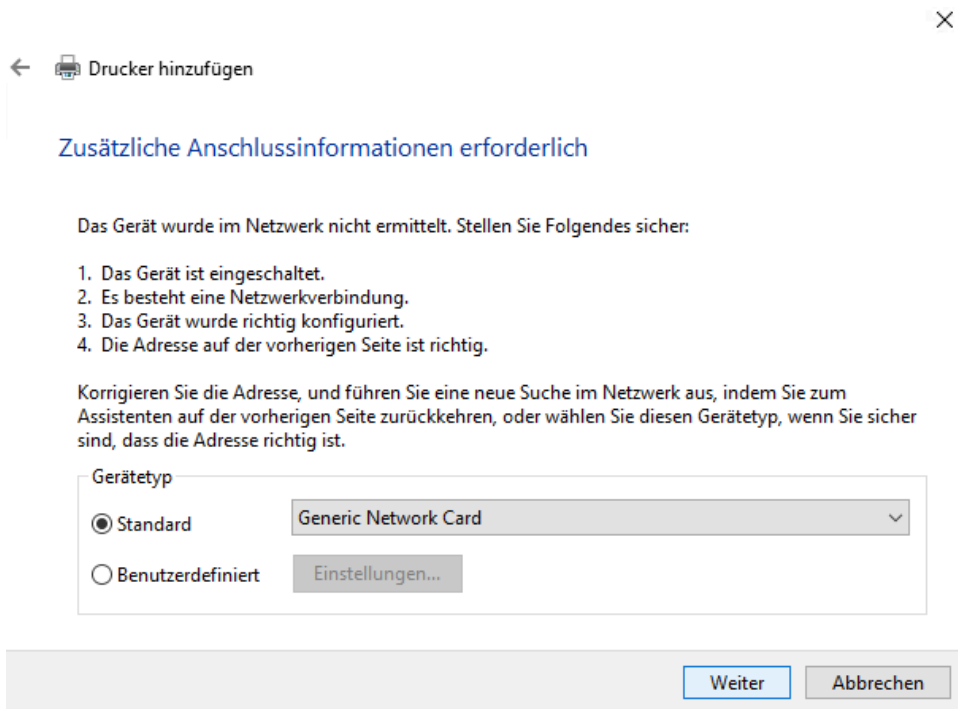 Drucker hinzufügen
Zusätzliche Anschlussinformationen erforderlich
Das Gerät wurde im Netzwerk nicht ermittelt. Stellen Sie Folgendes sicher:
1. Das Gerät ist eingeschaltet.
2. Es besteht eine Netzwerkverbindung.
3. Das Gerät wurde richtig konfiguriert.
4. Die Adresse auf der vorherigen Seite ist richtig.
Korrigieren Sie die Adresse, und führen Sie eine neue Suche im Netzwerk aus, indem Sie zum
Assistenten auf der vorherigen Seite zurückkehren, oder wählen Sie diesen Gerätetyp, wenn Sie sicher
sind, dass die Adresse richtig ist.
Gerätetyp
Standard
Generic Network Card
Benutzerdefiniert
Einstellungen...
Weiter
Abbrechen